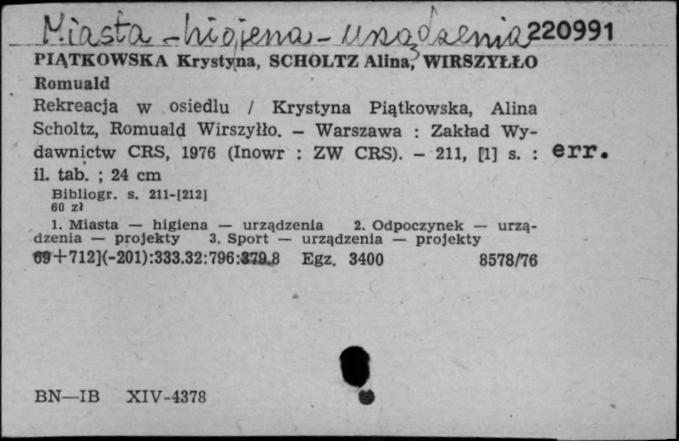 Miasta - higiena - urządzenia 220991
PIĄTKOWSKA Krystyna, SCHOLTZ Alina, WIRSZYŁŁO
Romuald
Rekreacja w osiedlu / Krystyna Piątkowska, Alina
Scholtz, Romuald Wirszyłło. — Warszawa : Zakład Wy-
dawnictw CRS, 1976 (Inowr : ZW CRS). — 211, [1] s. : err.
il. tab. ; 24 cm
Bibliogr. s. 211-[212]
60 zł
1. Miasta — higiena — urządzenia 2. Odpoczynek — urzą-
dzenia — projekty 3. Sport — urządzenia — projekty
69+712](-201):333.32:796:379.8 Egz. 3400 8578/76
BN—IB XIV-4378